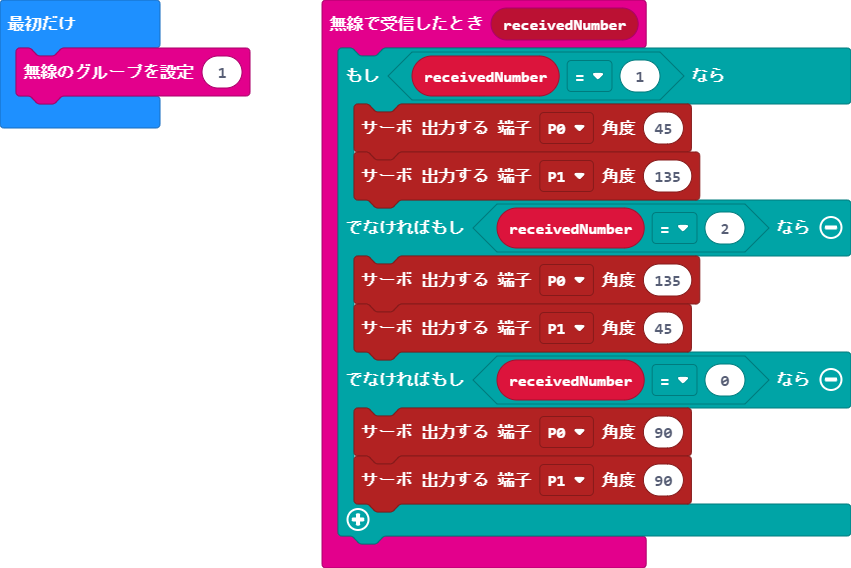 最初だけ
無線のグループを設定 1
無線で受信したとき receivedNumber
もし receivedNumber = 1 なら
サーボ 出力する 端子 P0 角度 45
サーボ 出力する 端子 P1 角度 135
でなければもし receivedNumber = 2 なら
サーボ 出力する 端子 P0 角度 135
サーボ 出力する 端子 P1 角度 45
でなければもし receivedNumber = 0 なら
サーボ 出力する 端子 P0 角度 90
サーボ 出力する 端子 P1 角度 90